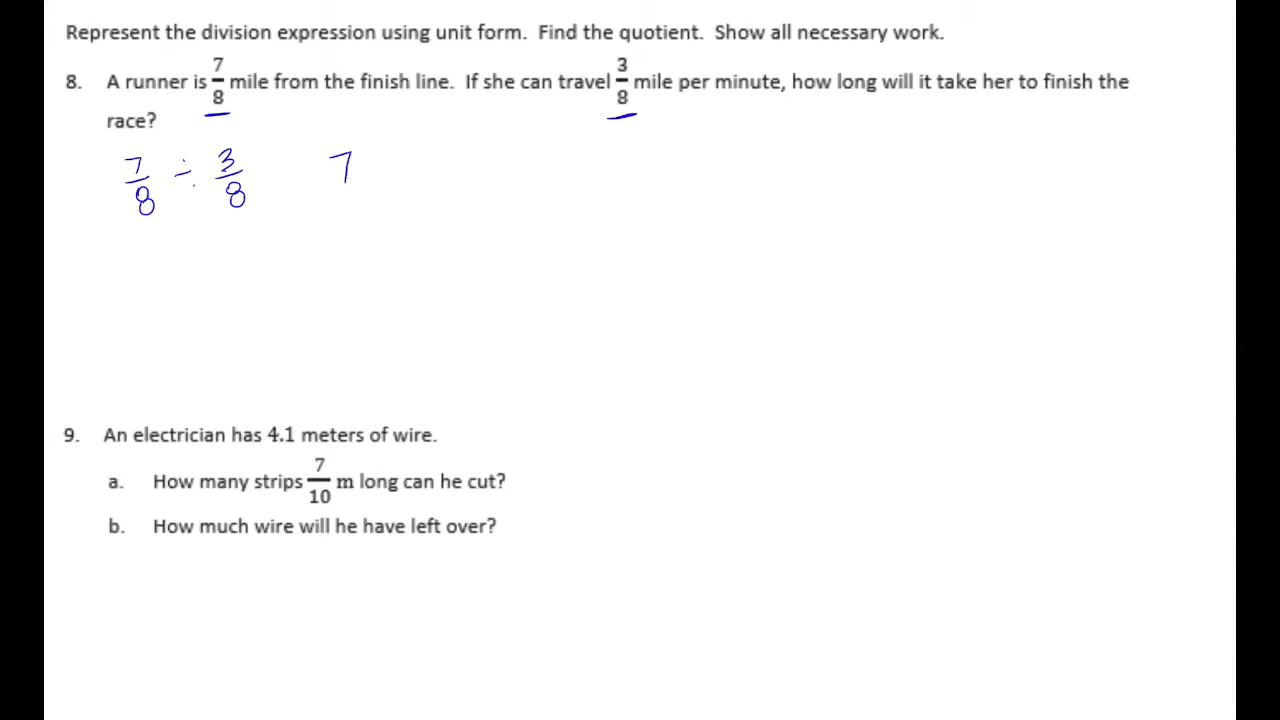 Represent the division expression using unit form. Find the quotient. Show all necessary work.
8. A runner is 7/8 mile from the finish line. If she can travel 3/8 mile per minute, how long will it take her to finish the
race?
7/8 ÷ 3/8 7
9. An electrician has 4.1 meters of wire.
a. How many strips 7/10 m long can he cut?
b. How much wire will he have left over?